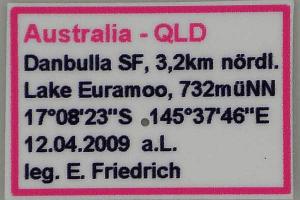 Australia - QLD
Danbulla SF, 3,2km nördl.
Lake Euramoo, 732müNN
17°08'23"S 145°37'46"E
12.04.2009 a.L.
leg. E. Friedrich